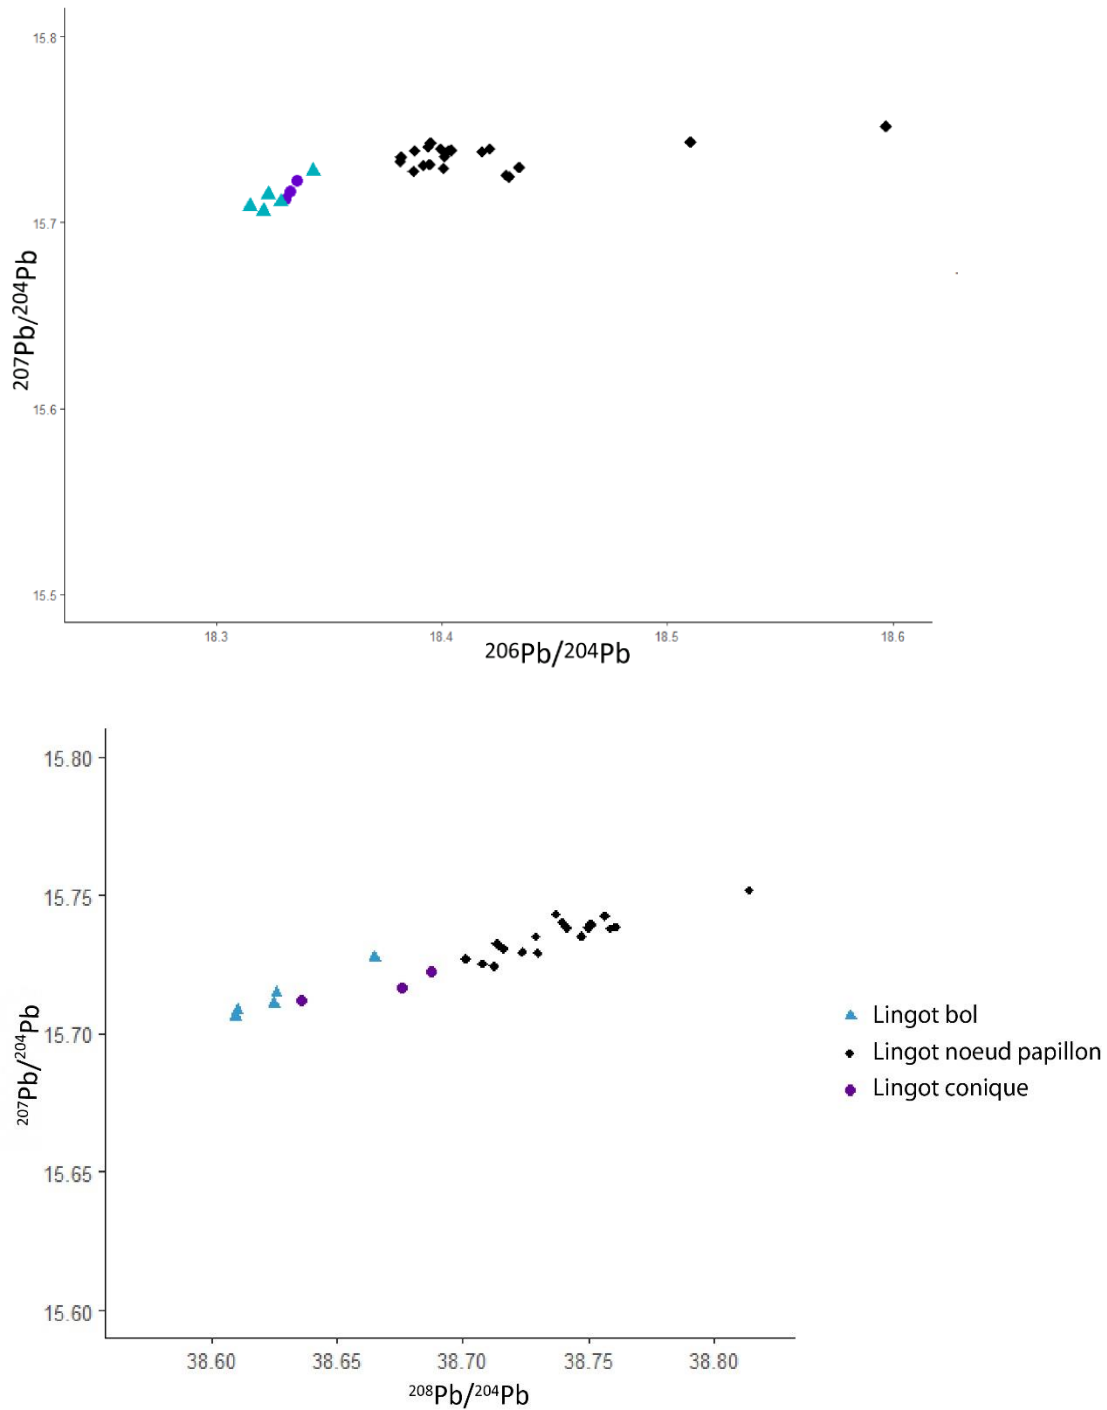 15.8
15.7
15.6
15.5
207Pb/204Pb
18.3
18.4
18.5
18.6
206Pb/204Pb
15.80
15.75
15.70
15.65
15.60
207Pb/204Pb
38.60
38.65
38.70
38.75
38.80
208Pb/204Pb
Lingot bol
Lingot noeud papillon
Lingot conique